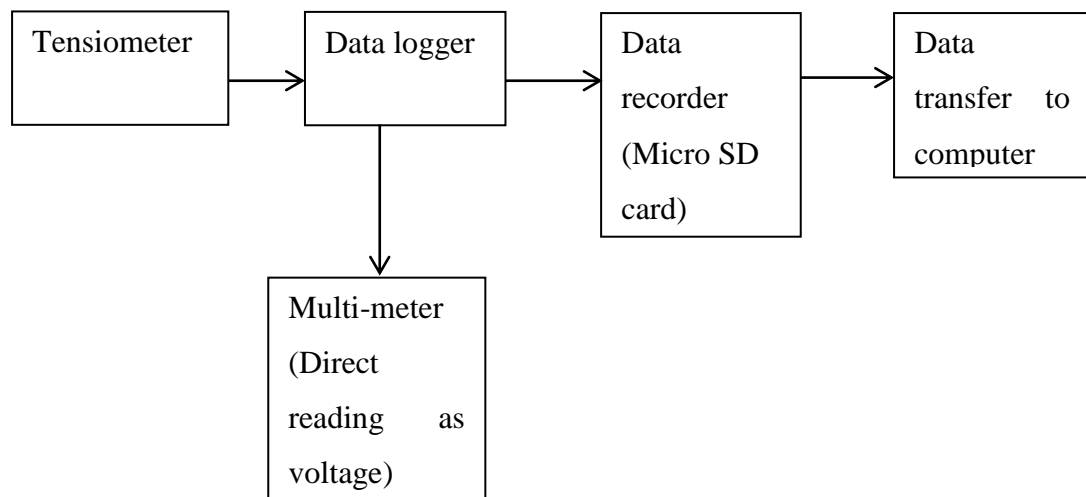 Tensiometer
Data logger
Data
recorder
(Micro SD
card)
Data
transfer to
computer
Multi-meter
(Direct
reading as
voltage)